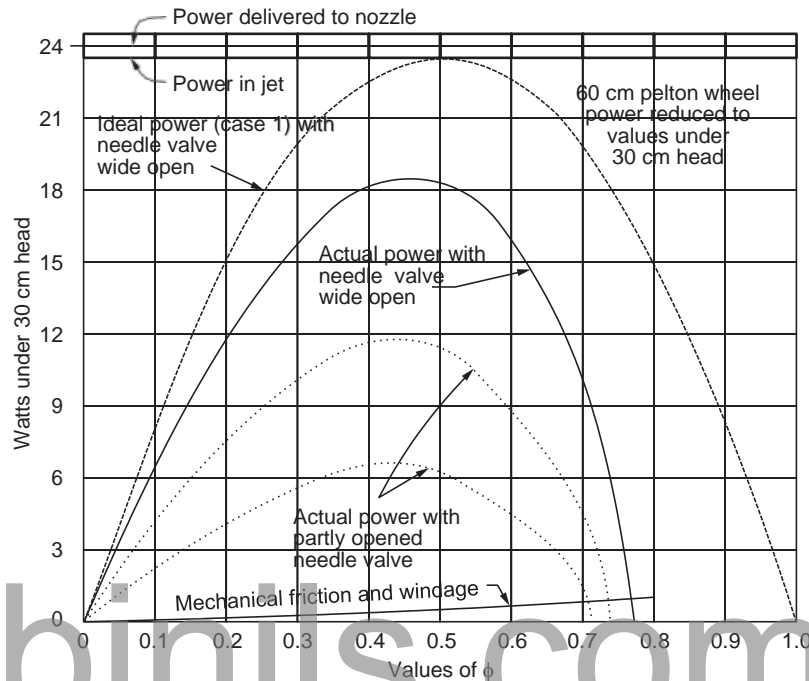 Power delivered to nozzle
24
Power in jet
21
60 cm pelton wheel
power reduced to
values under
30 cm head
Ideal power (case 1) with
needle valve
wide open
18
Watts under 30 cm head
15
Actual power with
needle valve
wide open
12
9
6
Actual power with
partly opened
needle valve
3
Mechanical friction and windage
0
0 0.1 0.2 0.3 0.4 0.5 0.6 0.7 0.8 0.9 1.0
Values of ϕ
binils.com